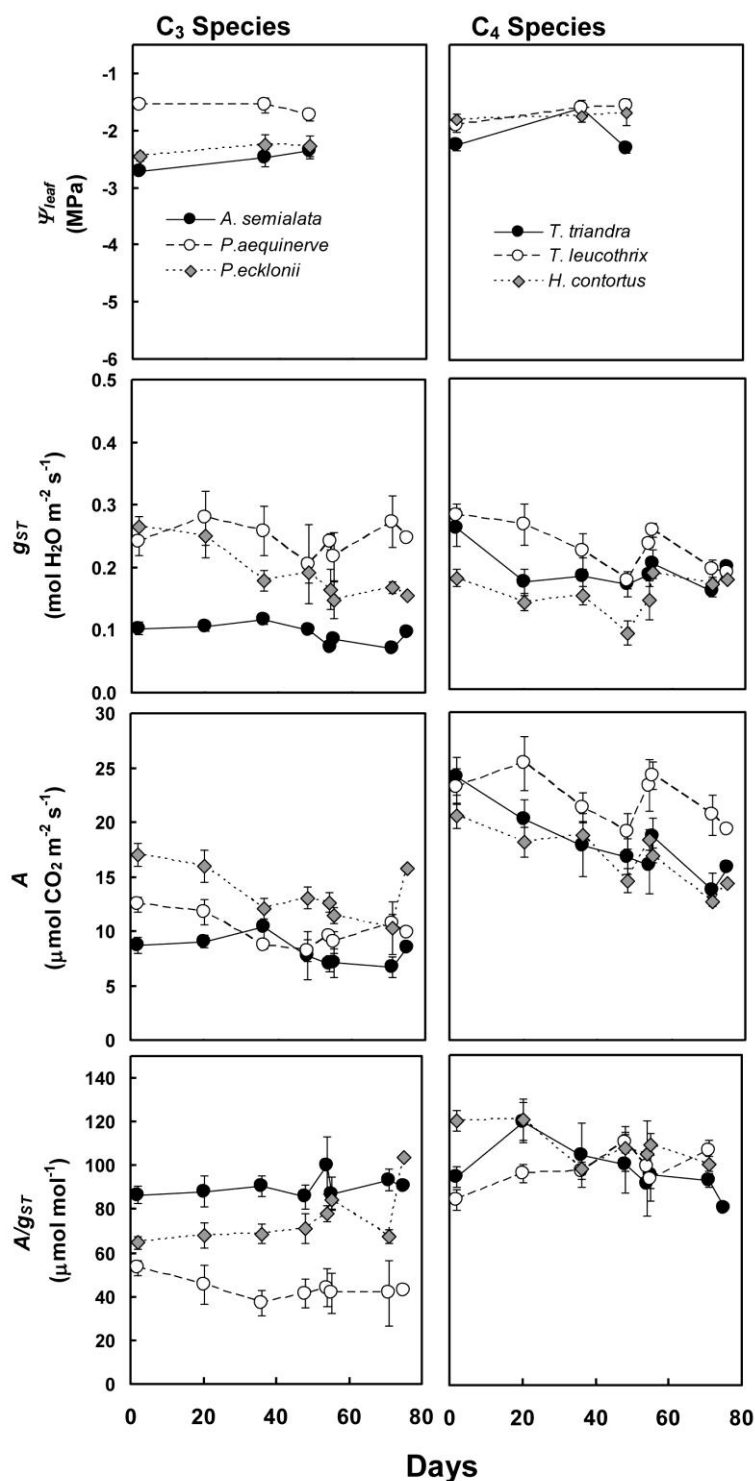 C₃ Species
C₄ Species
-1
-2
-3
-4
-5
-6
Ψleaf
(MPa)
A. semialata
P.aequinerve
P.ecklonii
T. triandra
T. leucothrix
H. contortus
0.5
0.4
0.3
0.2
0.1
0.0
gST
(mol H₂O m⁻² s⁻¹)
30
25
20
15
10
5
0
A
(μmol CO₂ m⁻² s⁻¹)
140
120
100
80
60
40
20
0
A/gST
(μmol mol⁻¹)
0 20 40 60 80
0 20 40 60 80
Days